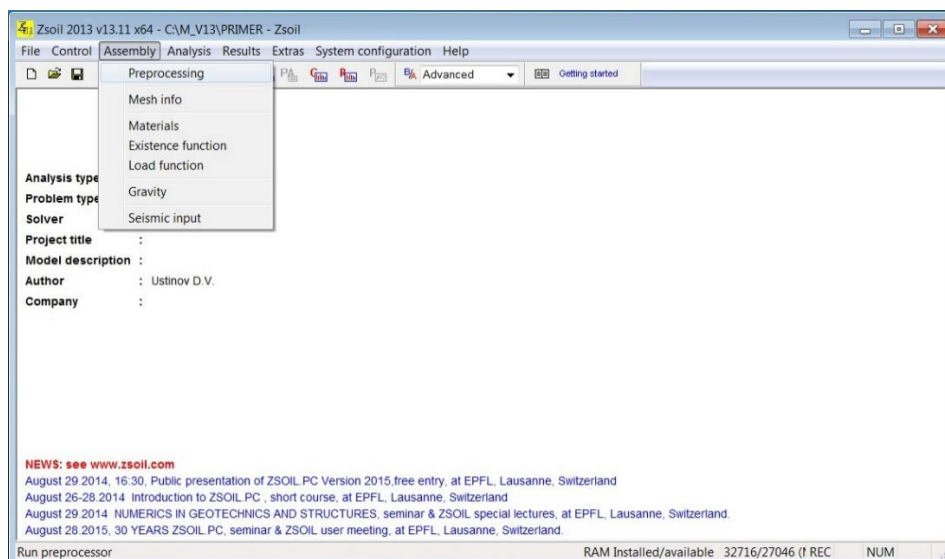 Zsoil 2013 v13.11 x64 - C:\M_V13\PRIMER - Zsoil
File Control Assembly Analysis Results Extras System configuration Help
Advanced Getting started
Preprocessing
Mesh info
Materials
Existence function
Load function
Gravity
Seismic input
Analysis type
Problem type
Solver
Project title :
Model description :
Author : Ustinov D.V.
Company :
NEWS: see www.zsoil.com
August 29.2014, 16:30, Public presentation of ZSOIL.PC Version 2015,free entry, at EPFL, Lausanne, Switzerland
August 26-28.2014 Introduction to ZSOIL.PC , short course, at EPFL, Lausanne, Switzerland
August 29.2014 NUMERICS IN GEOTECHNICS AND STRUCTURES, seminar & ZSOIL special lectures, at EPFL, Lausanne, Switzerland.
August 28.2015, 30 YEARS ZSOIL.PC, seminar & ZSOIL user meeting, at EPFL, Lausanne, Switzerland.
Run preprocessor RAM Installed/available 32716/27046 (M REC NUM